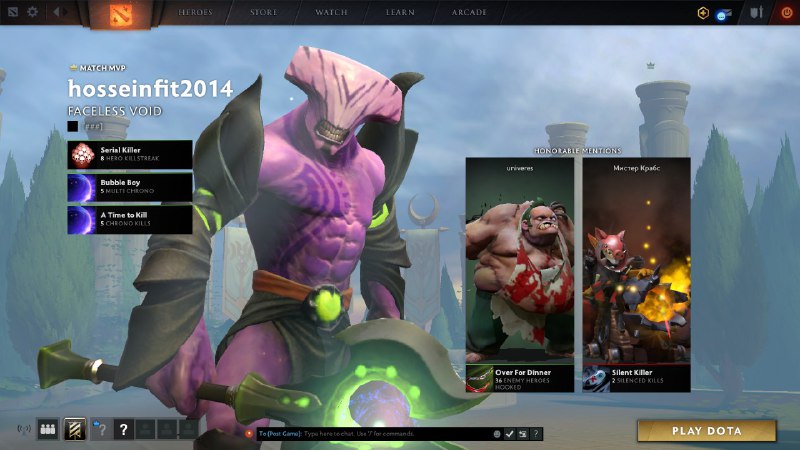 HEROES STORE WATCH LEARN ARCADE
MATCH MVP
hosseinfit2014
FACELESS VOID
[###]
Serial Killer
8 HERO KILLSTREAK
Bubble Boy
5 MULTI CHRONO
A Time to Kill
5 CHRONO KILLS
HONORABLE MENTIONS
univeres
Over For Dinner
36 ENEMY HEROES
HOOKED
Мистер Крабс
Silent Killer
2 SILENCED KILLS
? ?
To [Post-Game]: Type here to chat. Use '/' for commands.
?
PLAY DOTA